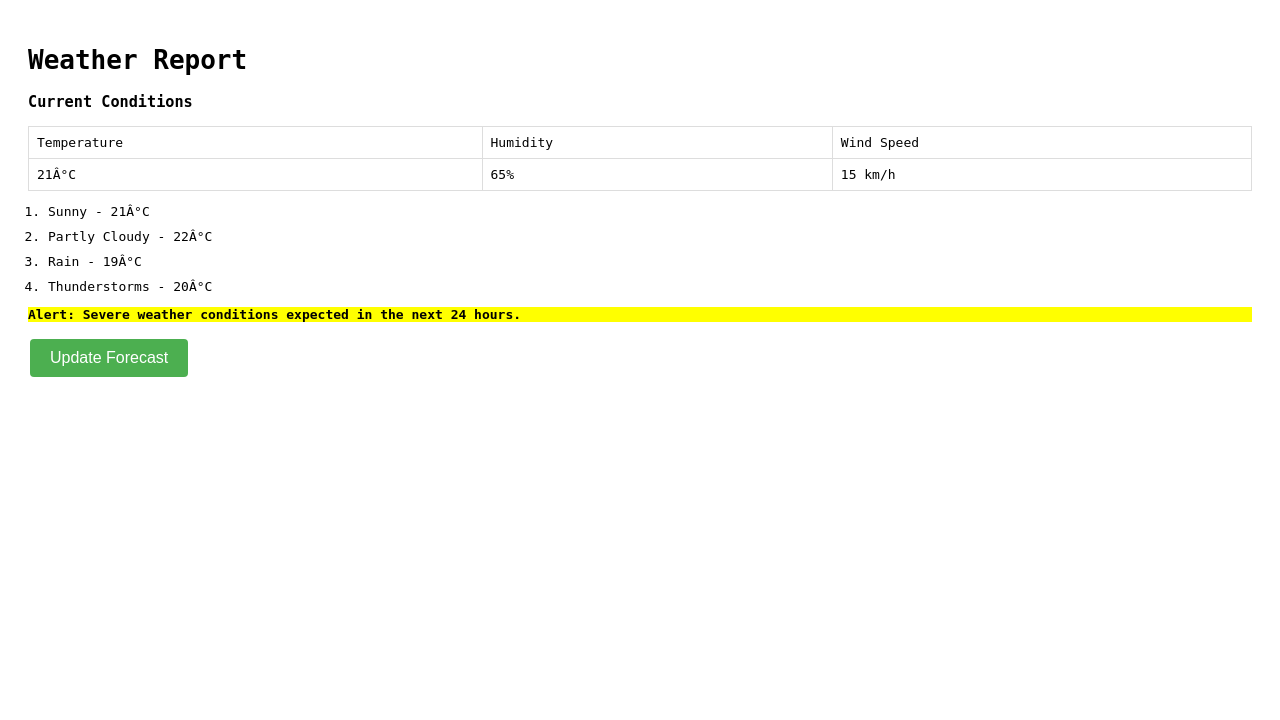 Weather Report
Current Conditions
Temperature Humidity Wind Speed
21Â°C 65% 15 km/h
1. Sunny - 21Â°C
2. Partly Cloudy - 22Â°C
3. Rain - 19Â°C
4. Thunderstorms - 20Â°C
Alert: Severe weather conditions expected in the next 24 hours.
Update Forecast